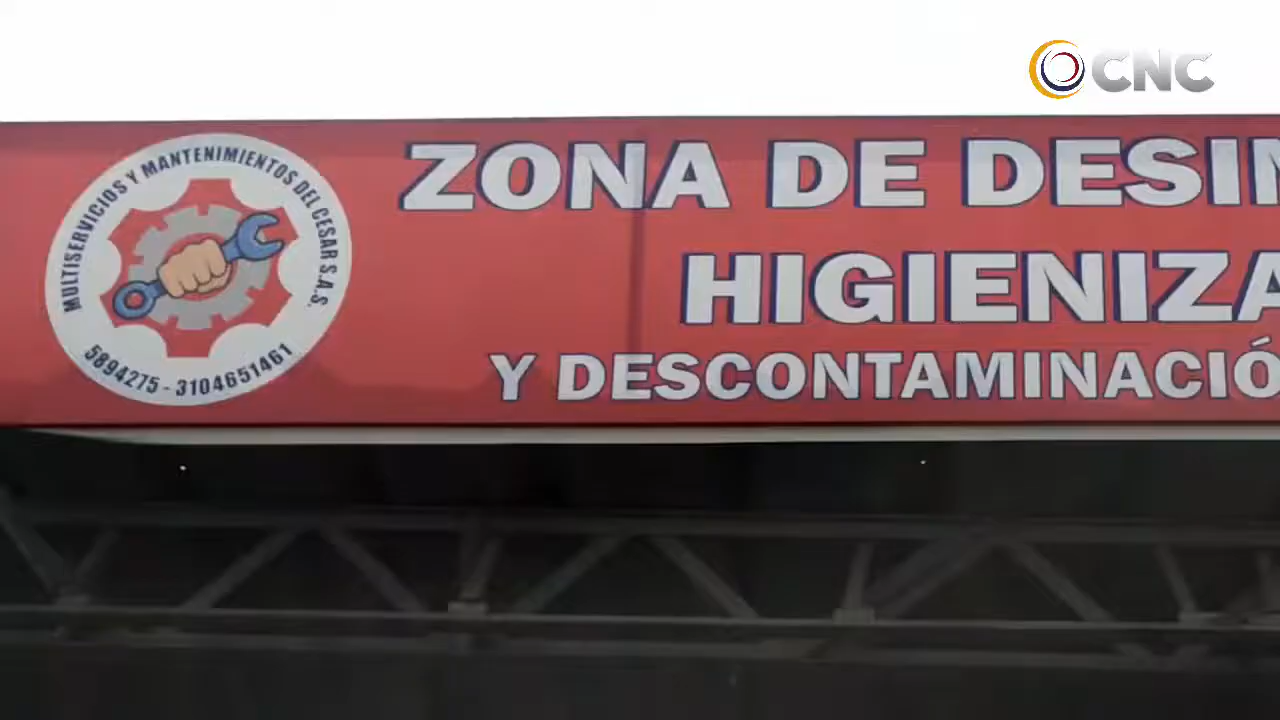 CNC
MULTISERVICIOS Y MANTENIMIENTOS DEL CESAR S.A.S.
5894275 - 3104651461
ZONA DE DESIN
HIGIENIZA
Y DESCONTAMINACIÓ